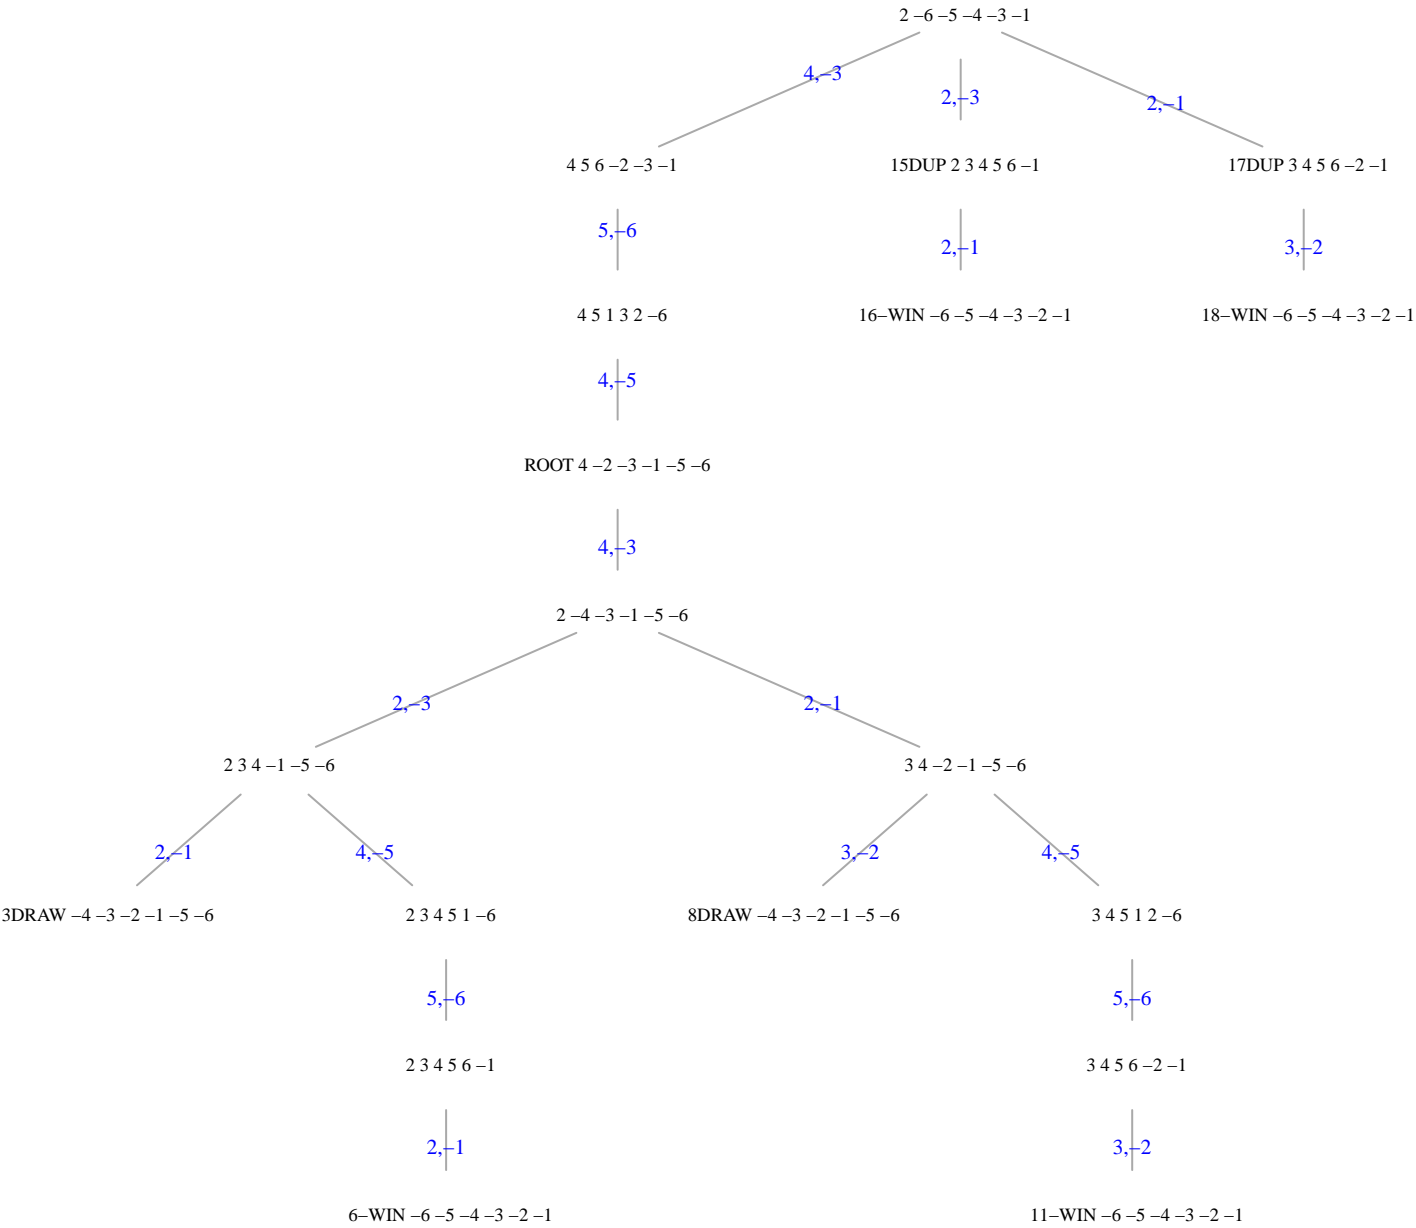 2 –6 –5 –4 –3 –1
4,–3
2,–3
2,–1
4 5 6 –2 –3 –1
15DUP 2 3 4 5 6 –1
17DUP 3 4 5 6 –2 –1
5,–6
2,–1
3,–2
4 5 1 3 2 –6
16–WIN –6 –5 –4 –3 –2 –1
18–WIN –6 –5 –4 –3 –2 –1
4,–5
ROOT 4 –2 –3 –1 –5 –6
4,–3
2 –4 –3 –1 –5 –6
2,–3
2,–1
2 3 4 –1 –5 –6
3 4 –2 –1 –5 –6
2,–1
4,–5
3,–2
4,–5
3DRAW –4 –3 –2 –1 –5 –6
2 3 4 5 1 –6
8DRAW –4 –3 –2 –1 –5 –6
3 4 5 1 2 –6
5,–6
5,–6
2 3 4 5 6 –1
3 4 5 6 –2 –1
2,–1
3,–2
6–WIN –6 –5 –4 –3 –2 –1
11–WIN –6 –5 –4 –3 –2 –1